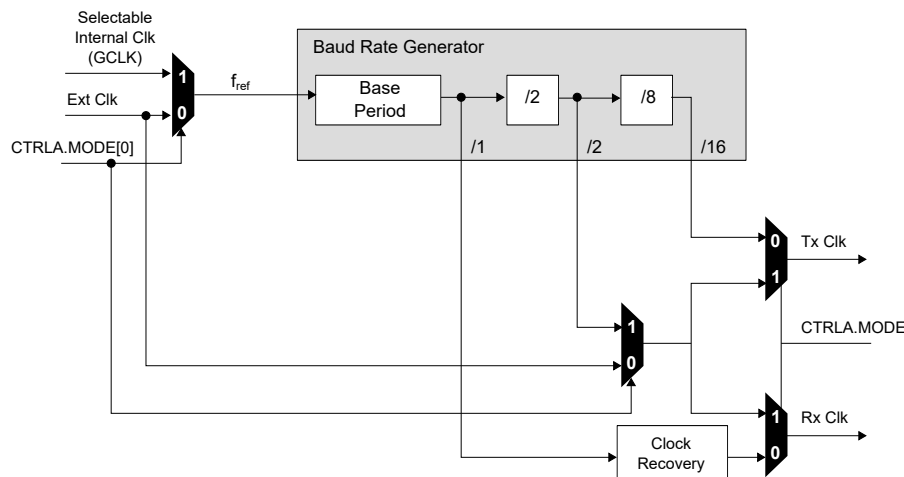 Selectable
Internal Clk
(GCLK)
Baud Rate Generator
1
f_ref
Base
Period
/2
/8
Ext Clk
0
CTRLA.MODE[0]
/1
/2
/16
0
Tx Clk
1
1
CTRLA.MODE
0
1
Rx Clk
Clock
Recovery
0